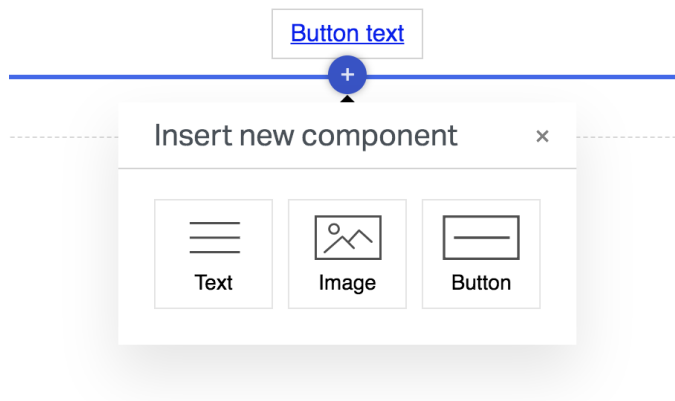 Button text
+
Insert new component ×
Text Image Button